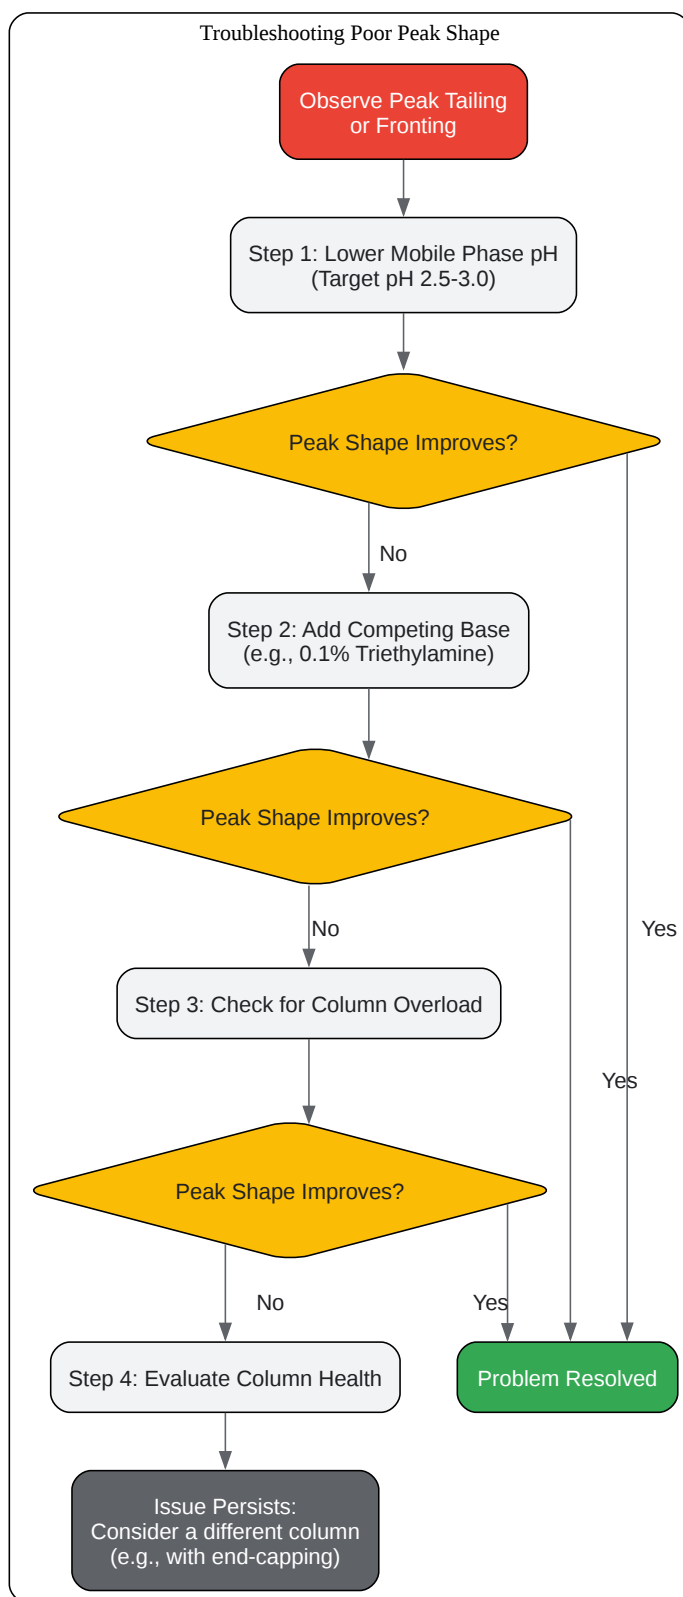 Troubleshooting Poor Peak Shape
Observe Peak Tailing
or Fronting
Step 1: Lower Mobile Phase pH
(Target pH 2.5-3.0)
Peak Shape Improves?
No
Step 2: Add Competing Base
(e.g., 0.1% Triethylamine)
Peak Shape Improves?
No
Yes
Step 3: Check for Column Overload
Yes
Peak Shape Improves?
No
Yes
Step 4: Evaluate Column Health
Problem Resolved
Issue Persists:
Consider a different column
(e.g., with end-capping)